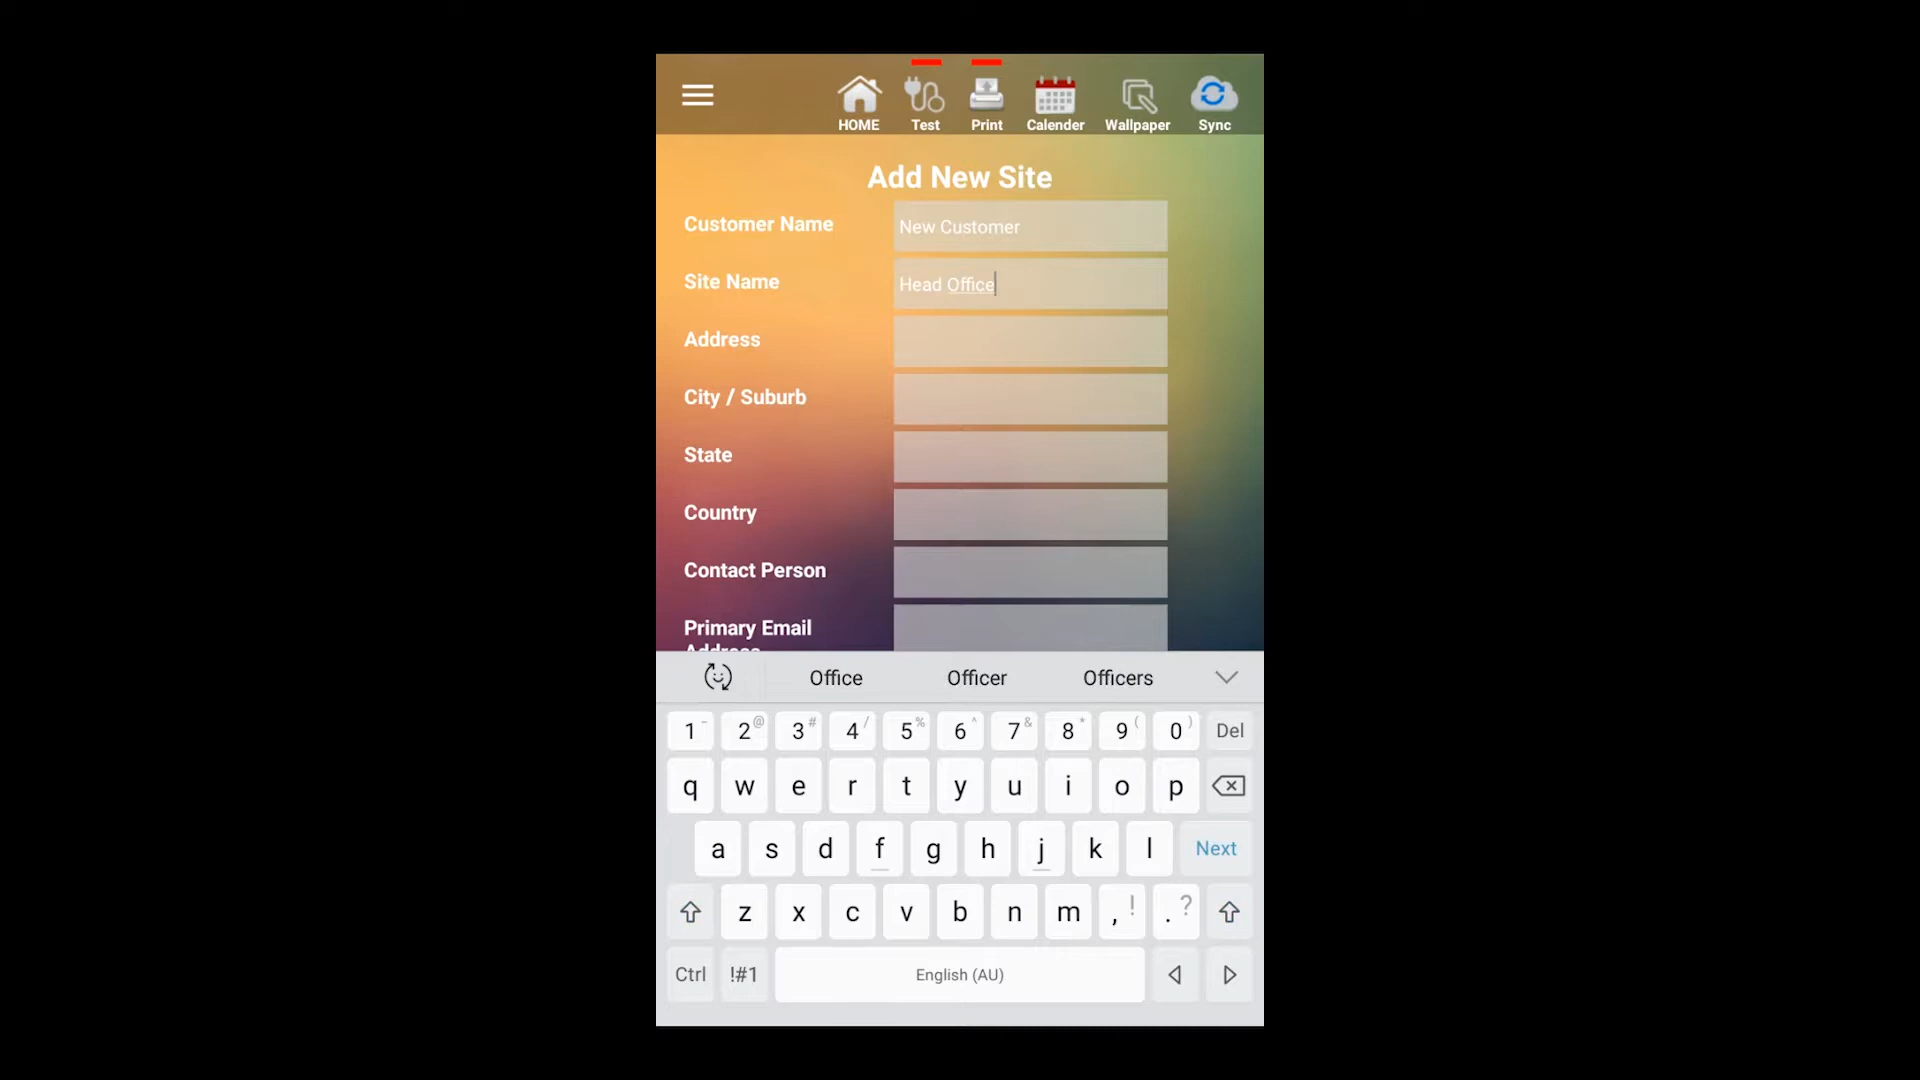 HOME Test Print Calender Wallpaper Sync
Add New Site
Customer Name New Customer
Site Name Head Office
Address
City / Suburb
State
Country
Contact Person
Primary Email
Address
Office Officer Officers
1 - 2 @ 3 # 4 / 5 % 6 ^ 7 & 8 * 9 ( 0 ) Del
q w e r t y u i o p
a s d f g h j k l Next
z x c v b n m , ! . ?
Ctrl !#1 English (AU)